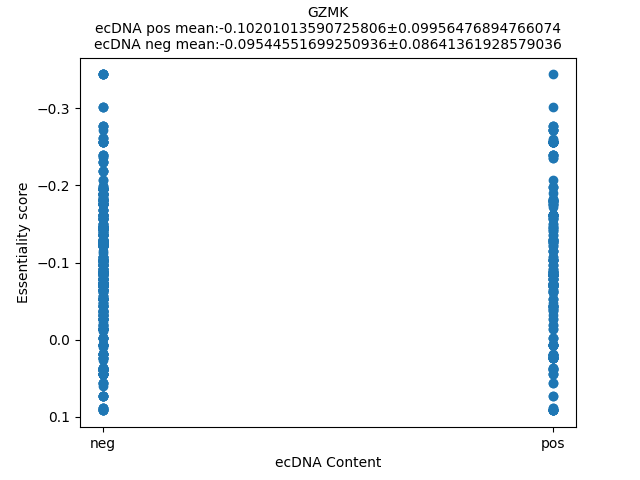 GZMK
ecDNA pos mean:-0.10201013590725806±0.09956476894766074
ecDNA neg mean:-0.09544551699250936±0.08641361928579036
−0.3
−0.2
−0.1
0.0
0.1
Essentiality score
neg
pos
ecDNA Content